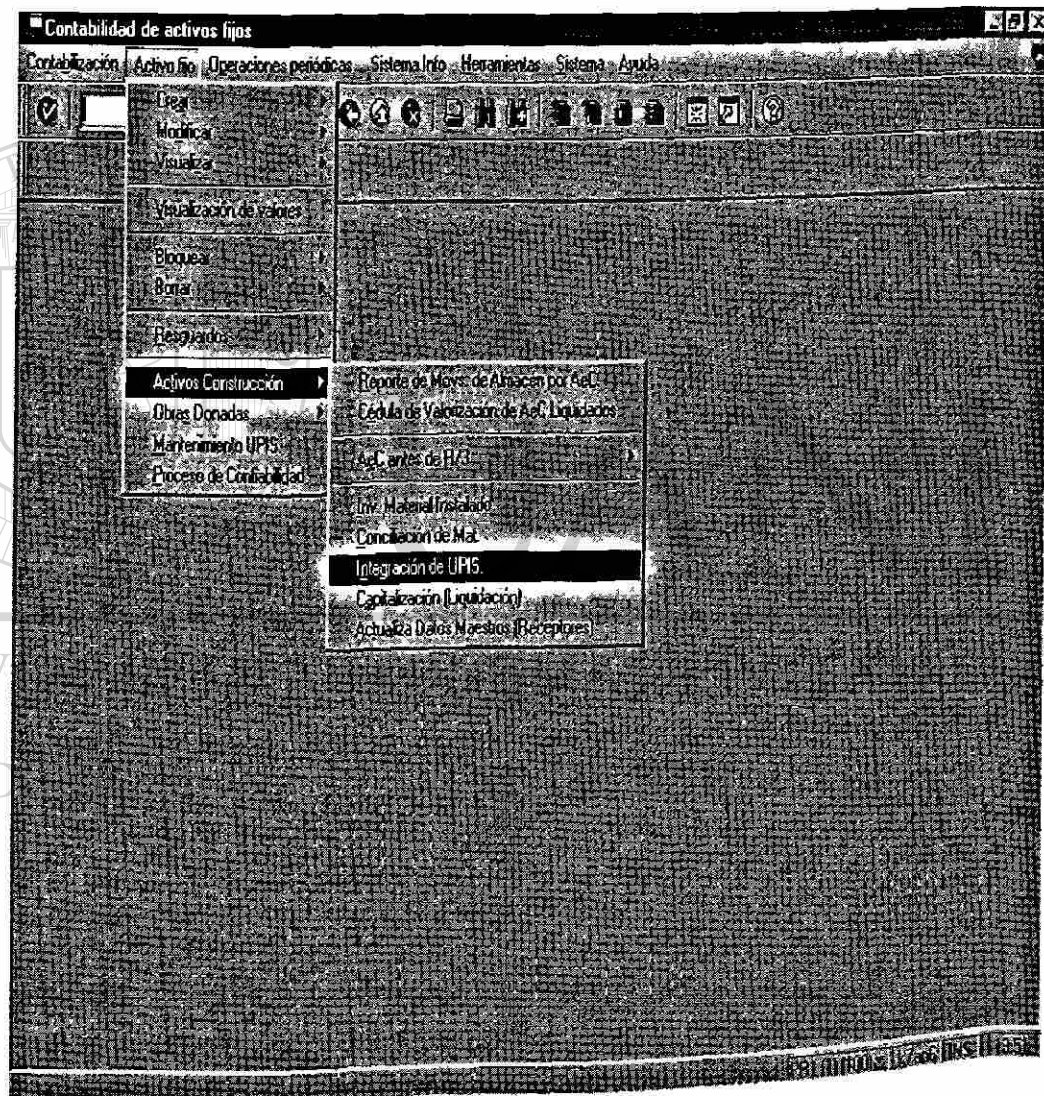 Contabilidad de activos fijos
Contabilización Activo fijo Operaciones periódicas Sistema Info Herramientas Sistema Ayuda
Crear
Modificar
Visualizar
Visualización de valores
Bloquear
Borrar
Resguardos
Activos Construcción
Obras Donadas
Mantenimiento UPIS.
Proceso de Confiabilidad
Reporte de Movs. de Almacén por AeC
Cédula de Valorización de AeC Liquidados
AeC antes de R/3
Inv. Material Instalado
Conciliación de Mat.
Integración de UPIS.
Capitalización (Liquidación)
Actualiza Datos Maestros (Receptores)